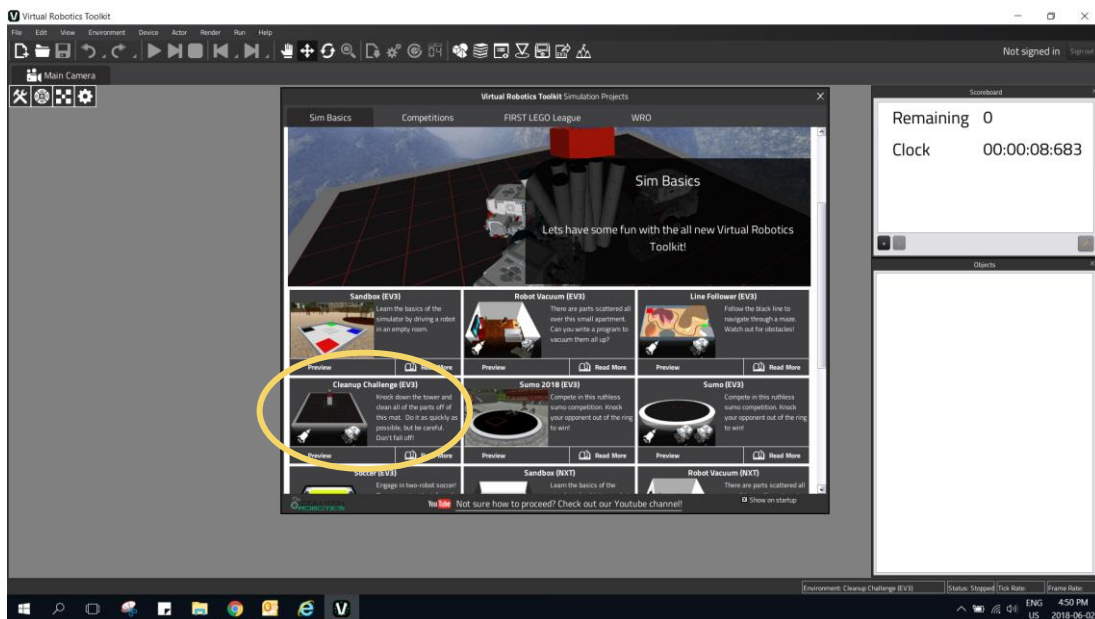 Virtual Robotics Toolkit
File Edit View Environment Device Actor Render Run Help
Not signed in Sign out
Main Camera
Virtual Robotics Toolkit Simulation Projects
Sim Basics Competitions FIRST LEGO League WRO
Sim Basics
Lets have some fun with the all new Virtual Robotics
Toolkit!
Sandbox (EV3)
Learn the basics of the
simulator by driving a robot
in an empty room.
Preview Read More
Robot Vacuum (EV3)
There are parts scattered all
over this small apartment.
Can you write a program to
vacuum them all up?
Preview Read More
Line Follower (EV3)
Follow the black line to
navigate through a maze.
Watch out for obstacles!
Preview Read More
Cleanup Challenge (EV3)
Knock down the tower and
clean all of the parts off of
this mat. Do it as quickly as
possible, but be careful.
Don't fall off!
Preview Read More
Sumo 2018 (EV3)
Compete in this ruthless
sumo competition. Knock
your opponent out of the ring
to win!
Preview Read More
Sumo (EV3)
Compete in this ruthless
sumo competition. Knock
your opponent out of the ring
to win!
Preview Read More
Soccer (EV3)
Engage in two-robot soccer!
Sandbox (NXT)
Learn the basics of the
Robot Vacuum (NXT)
There are parts scattered all
ROBOTICS
YouTube Not sure how to proceed? Check out our Youtube channel!
Show on startup
Scoreboard
Remaining 0
Clock 00:00:08:683
Objects
Environment: Cleanup Challenge (EV3) Status: Stopped Tick Rate: Frame Rate:
ENG 4:50 PM
US 2018-06-02